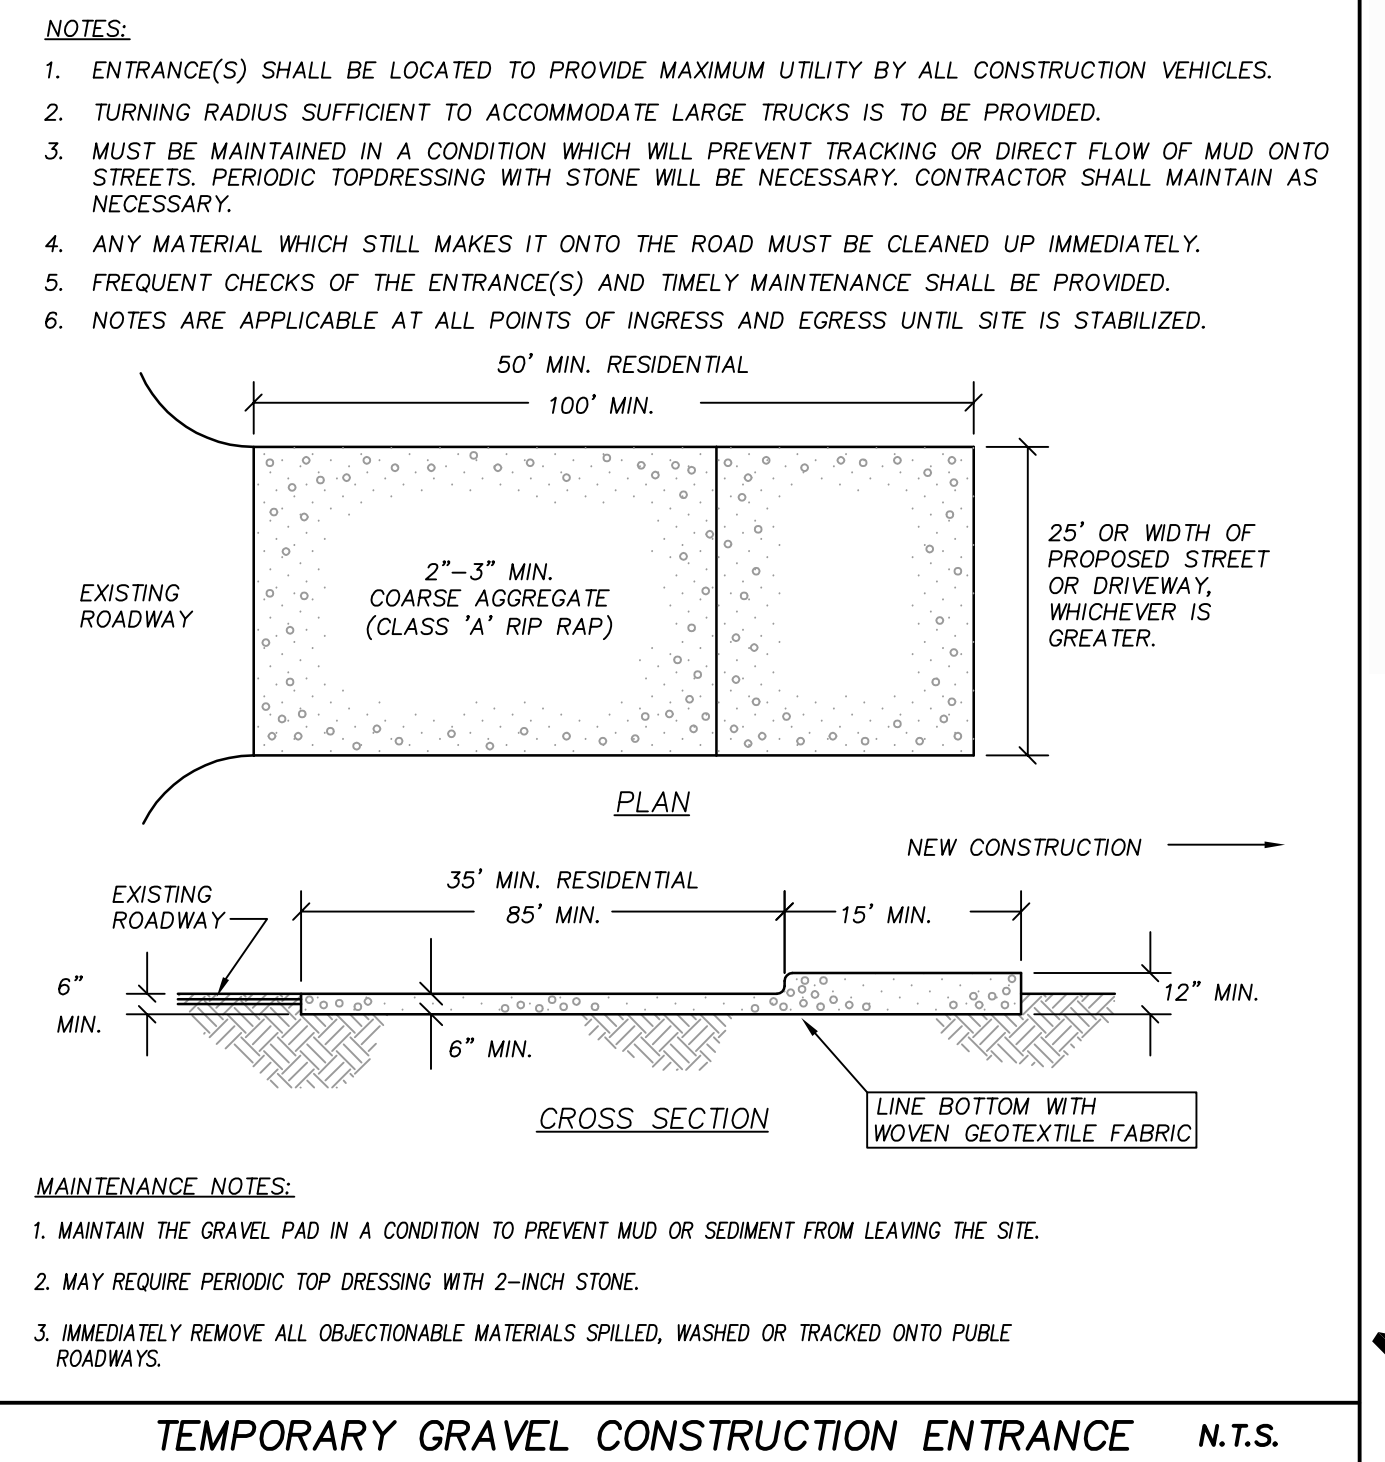 NOTES:
1. ENTRANCE(S) SHALL BE LOCATED TO PROVIDE MAXIMUM UTILITY BY ALL CONSTRUCTION VEHICLES.
2. TURNING RADIUS SUFFICIENT TO ACCOMMODATE LARGE TRUCKS IS TO BE PROVIDED.
3. MUST BE MAINTAINED IN A CONDITION WHICH WILL PREVENT TRACKING OR DIRECT FLOW OF MUD ONTO
STREETS. PERIODIC TOPDRESSING WITH STONE WILL BE NECESSARY. CONTRACTOR SHALL MAINTAIN AS
NECESSARY.
4. ANY MATERIAL WHICH STILL MAKES IT ONTO THE ROAD MUST BE CLEANED UP IMMEDIATELY.
5. FREQUENT CHECKS OF THE ENTRANCE(S) AND TIMELY MAINTENANCE SHALL BE PROVIDED.
6. NOTES ARE APPLICABLE AT ALL POINTS OF INGRESS AND EGRESS UNTIL SITE IS STABILIZED.
50' MIN. RESIDENTIAL
100' MIN.
25' OR WIDTH OF
PROPOSED STREET
OR DRIVEWAY,
WHICHEVER IS
GREATER.
2"-3" MIN.
COARSE AGGREGATE
(CLASS 'A' RIP RAP)
EXISTING
ROADWAY
PLAN
NEW CONSTRUCTION
35' MIN. RESIDENTIAL
85' MIN.
15' MIN.
EXISTING
ROADWAY
6"
MIN.
6" MIN.
12" MIN.
LINE BOTTOM WITH
WOVEN GEOTEXTILE FABRIC
CROSS SECTION
MAINTENANCE NOTES:
1. MAINTAIN THE GRAVEL PAD IN A CONDITION TO PREVENT MUD OR SEDIMENT FROM LEAVING THE SITE.
2. MAY REQUIRE PERIODIC TOP DRESSING WITH 2-INCH STONE.
3. IMMEDIATELY REMOVE ALL OBJECTIONABLE MATERIALS SPILLED, WASHED OR TRACKED ONTO PUBLE
ROADWAYS.
TEMPORARY GRAVEL CONSTRUCTION ENTRANCE N.T.S.